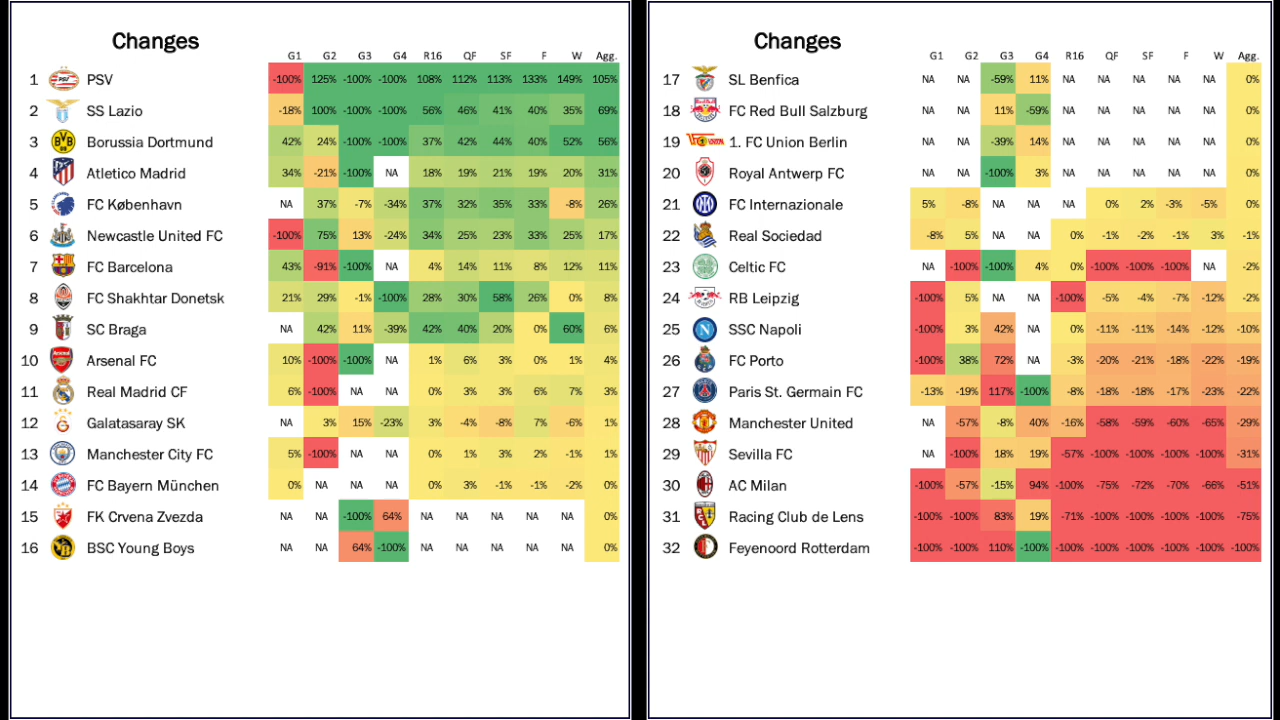 Changes
G1 G2 G3 G4 R16 QF SF F W Agg.
1 PSV -100% 125% -100% -100% 108% 112% 113% 133% 149% 105%
2 SS Lazio -18% 100% -100% -100% 56% 46% 41% 40% 35% 69%
3 Borussia Dortmund 42% 24% -100% -100% 37% 42% 44% 40% 52% 56%
4 Atletico Madrid 34% -21% -100% NA 18% 19% 21% 19% 20% 31%
5 FC København NA 37% -7% -34% 37% 32% 35% 33% -8% 26%
6 Newcastle United FC -100% 75% 13% -24% 34% 25% 23% 33% 25% 17%
7 FC Barcelona 43% -91% -100% NA 4% 14% 11% 8% 12% 11%
8 FC Shakhtar Donetsk 21% 29% -1% -100% 28% 30% 58% 26% 0% 8%
9 SC Braga NA 42% 11% -39% 42% 40% 20% 0% 60% 6%
10 Arsenal FC 10% -100% -100% NA 1% 6% 3% 0% 1% 4%
11 Real Madrid CF 6% -100% NA NA 0% 3% 3% 6% 7% 3%
12 Galatasaray SK NA 3% 15% -23% 3% -4% -8% 7% -6% 1%
13 Manchester City FC 5% -100% NA NA 0% 1% 3% 2% -1% 1%
14 FC Bayern München 0% NA NA NA 0% 3% -1% -1% -2% 0%
15 FK Crvena Zvezda NA NA -100% 64% NA NA NA NA NA 0%
16 BSC Young Boys NA NA 64% -100% NA NA NA NA NA 0%
Changes
G1 G2 G3 G4 R16 QF SF F W Agg.
17 SL Benfica NA NA -59% 11% NA NA NA NA NA 0%
18 FC Red Bull Salzburg NA NA 11% -59% NA NA NA NA NA 0%
19 1. FC Union Berlin NA NA -39% 14% NA NA NA NA NA 0%
20 Royal Antwerp FC NA NA -100% 3% NA NA NA NA NA 0%
21 FC Internazionale 5% -8% NA NA NA 0% 2% -3% -5% 0%
22 Real Sociedad -8% 5% NA NA 0% -1% -2% -1% 3% -1%
23 Celtic FC NA -100% -100% 4% 0% -100% -100% -100% NA -2%
24 RB Leipzig -100% 5% NA NA -100% -5% -4% -7% -12% -2%
25 SSC Napoli -100% 3% 42% NA 0% -11% -11% -14% -12% -10%
26 FC Porto -100% 38% 72% NA -3% -20% -21% -18% -22% -19%
27 Paris St. Germain FC -13% -19% 117% -100% -8% -18% -18% -17% -23% -22%
28 Manchester United NA -57% -8% 40% -16% -58% -59% -60% -65% -29%
29 Sevilla FC NA -100% 18% 19% -57% -100% -100% -100% -100% -31%
30 AC Milan -100% -57% -15% 94% -100% -75% -72% -70% -66% -51%
31 Racing Club de Lens -100% -100% 83% 19% -71% -100% -100% -100% -100% -75%
32 Feyenoord Rotterdam -100% -100% 110% -100% -100% -100% -100% -100% -100% -100%